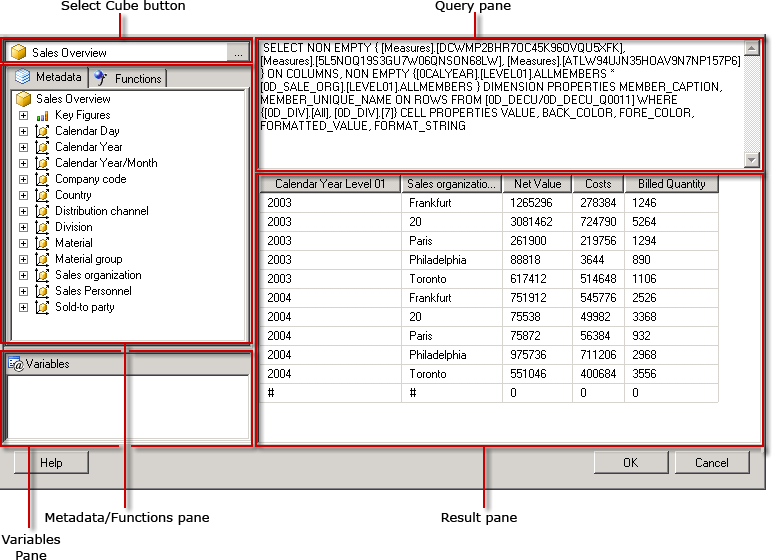 Select Cube button
Query pane
Sales Overview
...
Metadata
Functions
Sales Overview
Key Figures
Calendar Day
Calendar Year
Calendar Year/Month
Company code
Country
Distribution channel
Division
Material
Material group
Sales organization
Sales Personnel
Sold-to party
Variables
SELECT NON EMPTY { [Measures].[DCWMP2BHR7OC45K96OVQU5XFK],
[Measures].[5L5NOQ19S3GU7W06QNSON68LW], [Measures].[ATLW94UJN35HOAV9N7NP157P6]
} ON COLUMNS, NON EMPTY {[0CALYEAR].[LEVEL01].ALLMEMBERS *
[0D_SALE_ORG].[LEVEL01].ALLMEMBERS } DIMENSION PROPERTIES MEMBER_CAPTION,
MEMBER_UNIQUE_NAME ON ROWS FROM [0D_DECU/0D_DECU_Q0011] WHERE
{[0D_DIV].[All], [0D_DIV].[7]} CELL PROPERTIES VALUE, BACK_COLOR, FORE_COLOR,
FORMATTED_VALUE, FORMAT_STRING
Calendar Year Level 01 Sales organizatio... Net Value Costs Billed Quantity
2003 Frankfurt 1265296 278384 1246
2003 20 3081462 724790 5264
2003 Paris 261900 219756 1294
2003 Philadelphia 88818 3644 890
2003 Toronto 617412 514648 1106
2004 Frankfurt 751912 545776 2526
2004 20 75538 49982 3368
2004 Paris 75872 56384 932
2004 Philadelphia 975736 711206 2968
2004 Toronto 551046 400684 3556
# # 0 0 0
Help
OK
Cancel
Metadata/Functions pane
Result pane
Variables
Pane